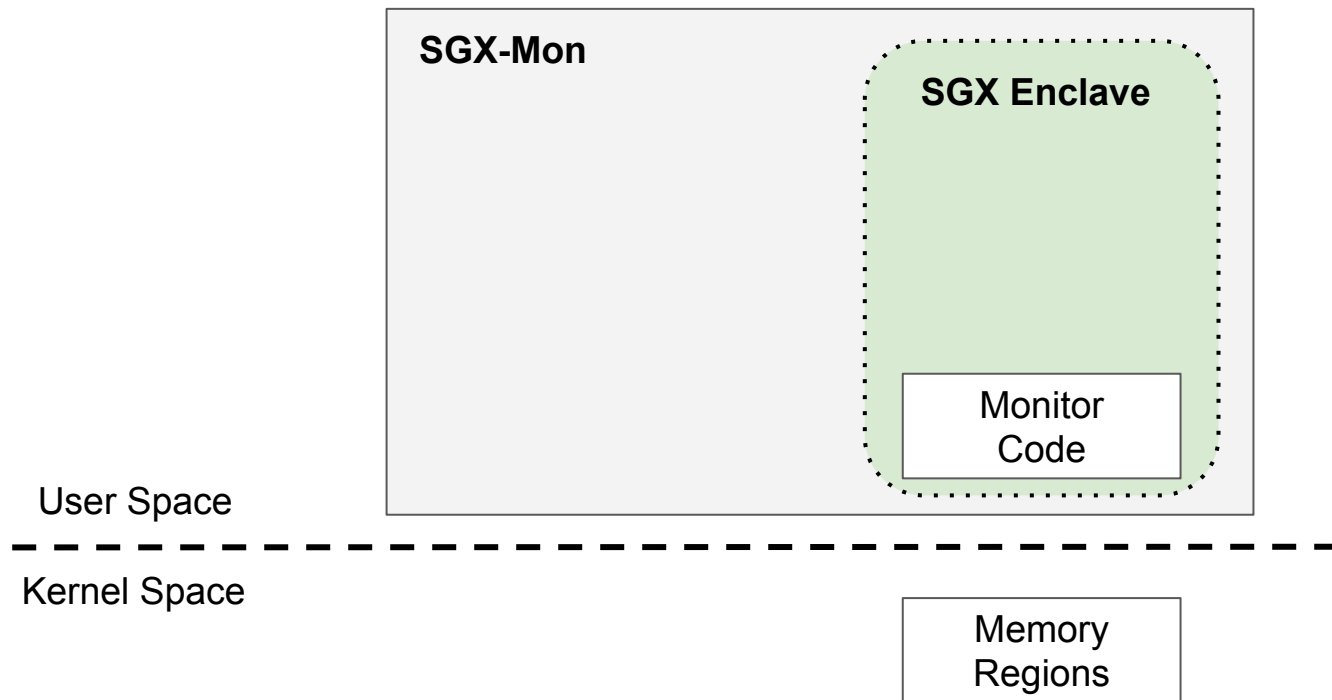 SGX-Mon
SGX Enclave
Monitor
Code
User Space
Kernel Space
Memory
Regions